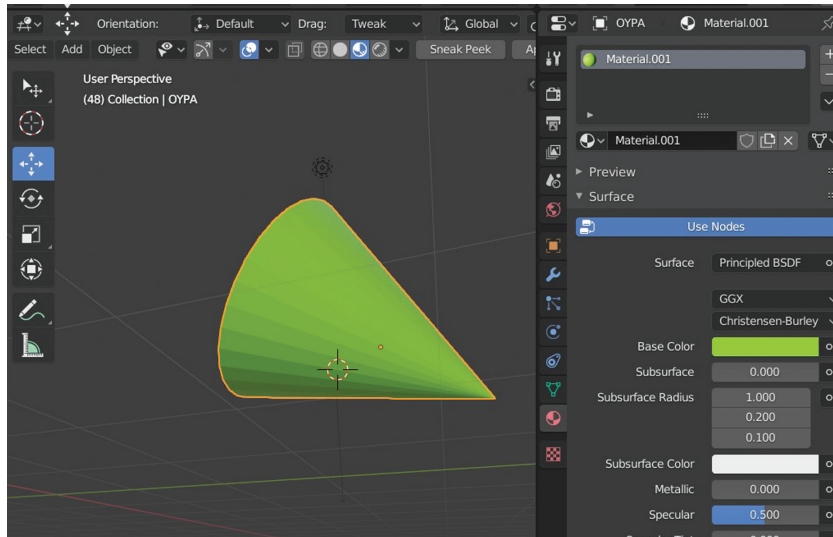 Orientation: Default Drag: Tweak Global
OYPA Material.001
Select Add Object Sneak Peek
User Perspective
(48) Collection | OYPA
Material.001
Material.001
Preview
Surface
Use Nodes
Surface Principled BSDF
GGX
Christensen-Burley
Base Color
Subsurface 0.000
Subsurface Radius 1.000
0.200
0.100
Subsurface Color
Metallic 0.000
Specular 0.500